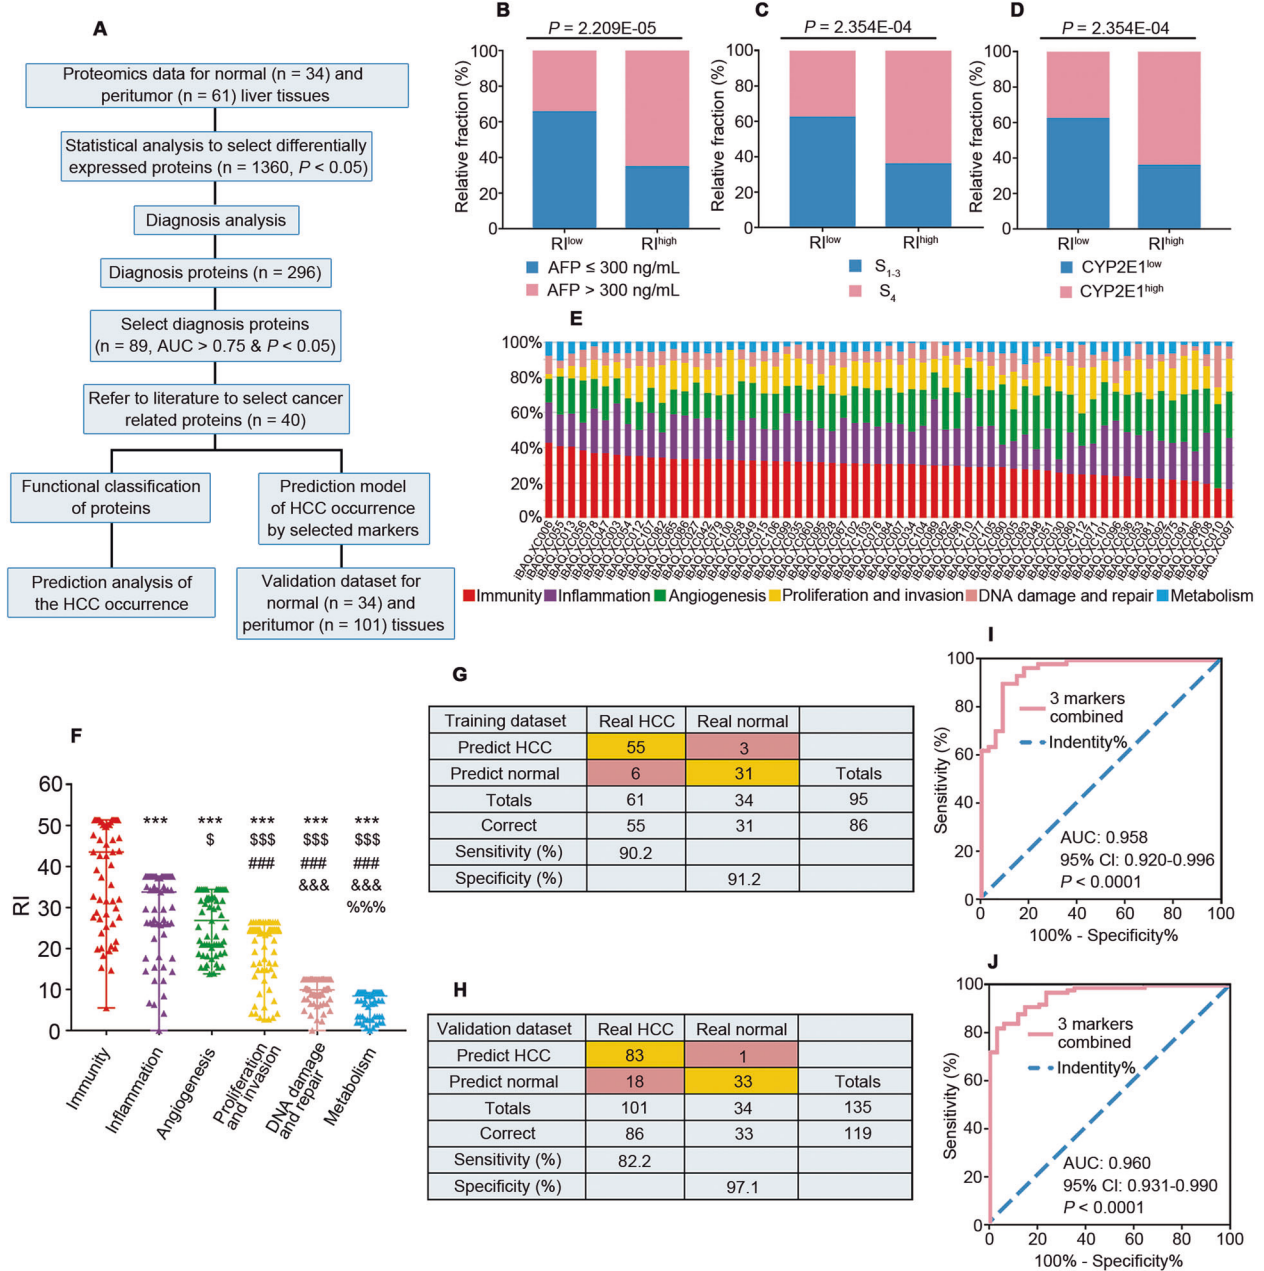 A
Proteomics data for normal (n = 34) and
peritumor (n = 61) liver tissues
Statistical analysis to select differentially
expressed proteins (n = 1360, P < 0.05)
Diagnosis analysis
Diagnosis proteins (n = 296)
Select diagnosis proteins
(n = 89, AUC > 0.75 & P < 0.05)
Refer to literature to select cancer
related proteins (n = 40)
Functional classification
of proteins
Prediction model
of HCC occurrence
by selected markers
Prediction analysis of
the HCC occurrence
Validation dataset for
normal (n = 34) and
peritumor (n = 101) tissues
B
P = 2.209E-05
Relative fraction (%)
100
80
60
40
20
0
RIlow
RIhigh
AFP ≤ 300 ng/mL
AFP > 300 ng/mL
C
P = 2.354E-04
Relative fraction (%)
100
80
60
40
20
0
RIlow
RIhigh
S1-3
S4
D
P = 2.354E-04
Relative fraction (%)
100
80
60
40
20
0
RIlow
RIhigh
CYP2E1low
CYP2E1high
E
100%
80%
60%
40%
20%
0%
Immunity
Inflammation
Angiogenesis
Proliferation and invasion
DNA damage and repair
Metabolism
F
RI
60
50
40
30
20
10
0
*** *** *** *** ***
$ $$$ $$$ $$$
### ### ###
&&& &&&
%%%
Immunity
Inflammation
Angiogenesis
Proliferation
and invasion
DNA damage
and repair
Metabolism
G
Training dataset Real HCC Real normal
Predict HCC 55 3
Predict normal 6 31 Totals
Totals 61 34 95
Correct 55 31 86
Sensitivity (%) 90.2
Specificity (%) 91.2
H
Validation dataset Real HCC Real normal
Predict HCC 83 1
Predict normal 18 33 Totals
Totals 101 34 135
Correct 86 33 119
Sensitivity (%) 82.2
Specificity (%) 97.1
I
Sensitivity (%)
100
80
60
40
20
0
3 markers
combined
Indentity%
AUC: 0.958
95% CI: 0.920-0.996
P < 0.0001
0 20 40 60 80 100
100% - Specificity%
J
Sensitivity (%)
100
80
60
40
20
0
3 markers
combined
Indentity%
AUC: 0.960
95% CI: 0.931-0.990
P < 0.0001
0 20 40 60 80 100
100% - Specificity%